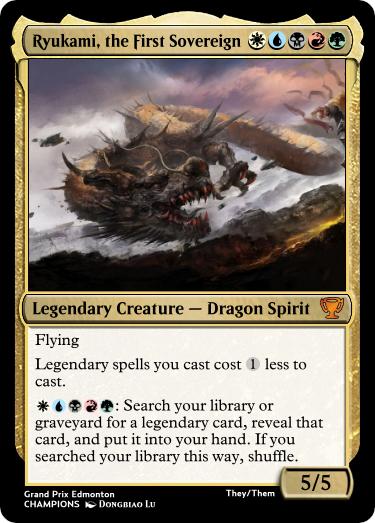 Ryukami, the First Sovereign
Legendary Creature — Dragon Spirit
Flying
Legendary spells you cast cost 1 less to
cast.
: Search your library or
graveyard for a legendary card, reveal that
card, and put it into your hand. If you
searched your library this way, shuffle.
5/5
Grand Prix Edmonton
They/Them
CHAMPIONS Dongbiao Lu